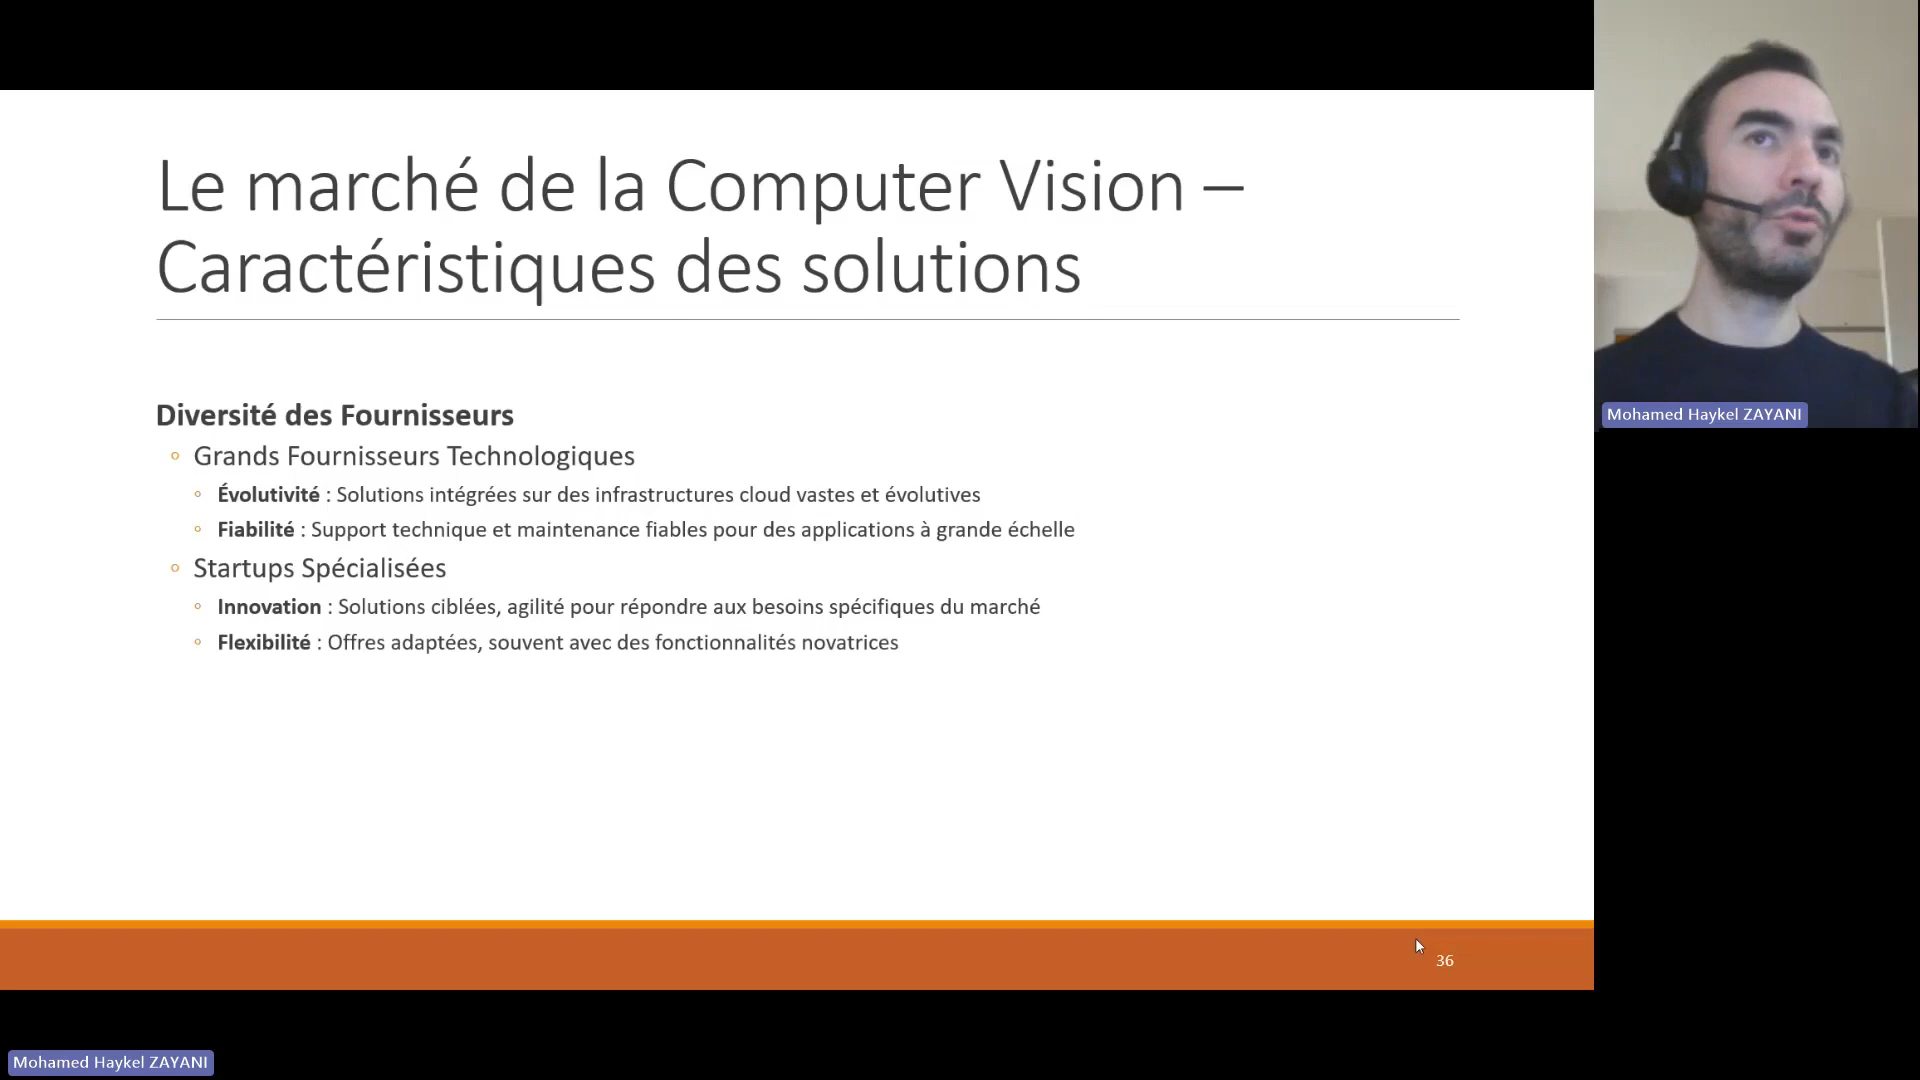 Le marché de la Computer Vision –
Caractéristiques des solutions
Diversité des Fournisseurs
◦ Grands Fournisseurs Technologiques
◦ Évolutivité : Solutions intégrées sur des infrastructures cloud vastes et évolutives
◦ Fiabilité : Support technique et maintenance fiables pour des applications à grande échelle
◦ Startups Spécialisées
◦ Innovation : Solutions ciblées, agilité pour répondre aux besoins spécifiques du marché
◦ Flexibilité : Offres adaptées, souvent avec des fonctionnalités novatrices
36
Mohamed Haykel ZAYANI
Mohamed Haykel ZAYANI